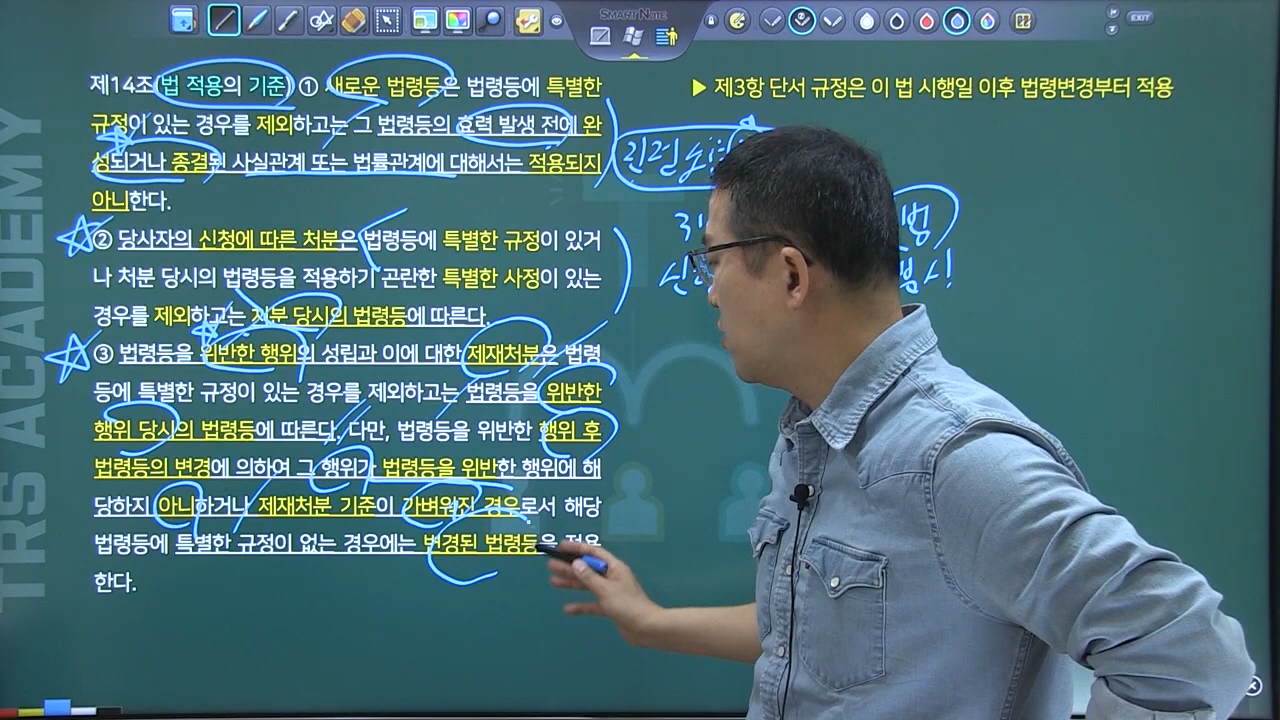 SMART NOTE
EXIT
TRS ACADEMY
제14조(법 적용의 기준) ① 새로운 법령등은 법령등에 특별한
규정이 있는 경우를 제외하고는 그 법령등의 효력 발생 전에 완
성되거나 종결된 사실관계 또는 법률관계에 대해서는 적용되지
아니한다.
② 당사자의 신청에 따른 처분은 법령등에 특별한 규정이 있거
나 처분 당시의 법령등을 적용하기 곤란한 특별한 사정이 있는
경우를 제외하고는 처분 당시의 법령등에 따른다.
③ 법령등을 위반한 행위의 성립과 이에 대한 제재처분은 법령
등에 특별한 규정이 있는 경우를 제외하고는 법령등을 위반한
행위 당시의 법령등에 따른다. 다만, 법령등을 위반한 행위 후
법령등의 변경에 의하여 그 행위가 법령등을 위반한 행위에 해
당하지 아니하거나 제재처분 기준이 가벼워진 경우로서 해당
법령등에 특별한 규정이 없는 경우에는 변경된 법령등을 적용
한다.
▶ 제3항 단서 규정은 이 법 시행일 이후 법령변경부터 적용
법